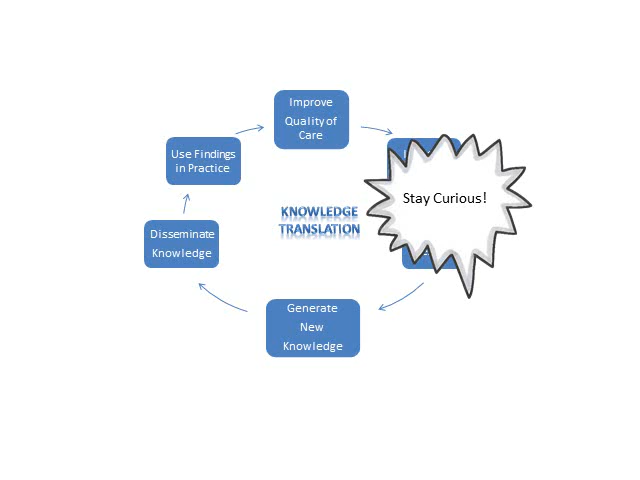 Improve
Quality of
Care
Stay Curious!
Use Findings
in Practice
KNOWLEDGE
TRANSLATION
Disseminate
Knowledge
Generate
New
Knowledge